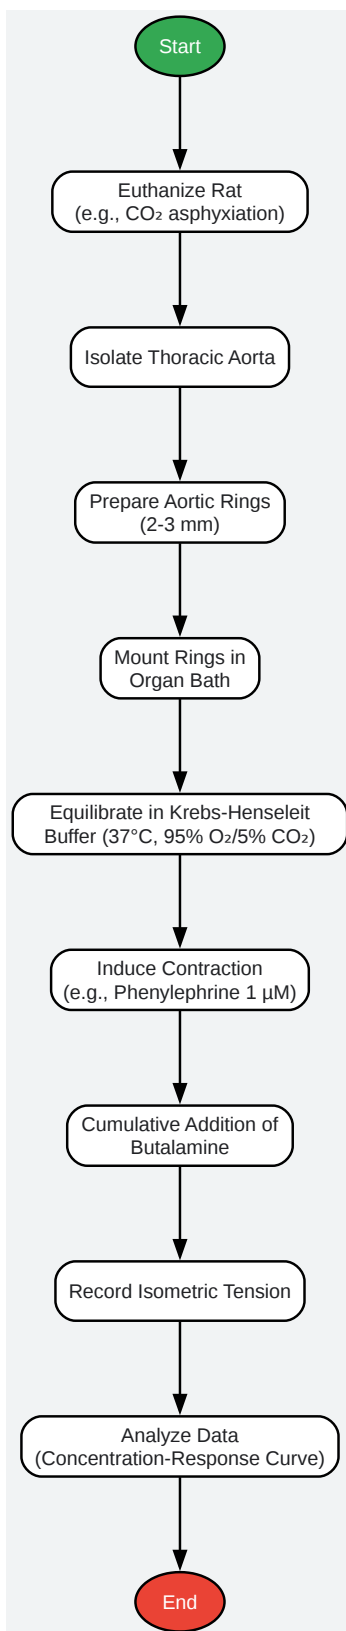 Start
Euthanize Rat
(e.g., CO₂ asphyxiation)
Isolate Thoracic Aorta
Prepare Aortic Rings
(2-3 mm)
Mount Rings in
Organ Bath
Equilibrate in Krebs-Henseleit
Buffer (37°C, 95% O₂/5% CO₂)
Induce Contraction
(e.g., Phenylephrine 1 µM)
Cumulative Addition of
Butalamine
Record Isometric Tension
Analyze Data
(Concentration-Response Curve)
End